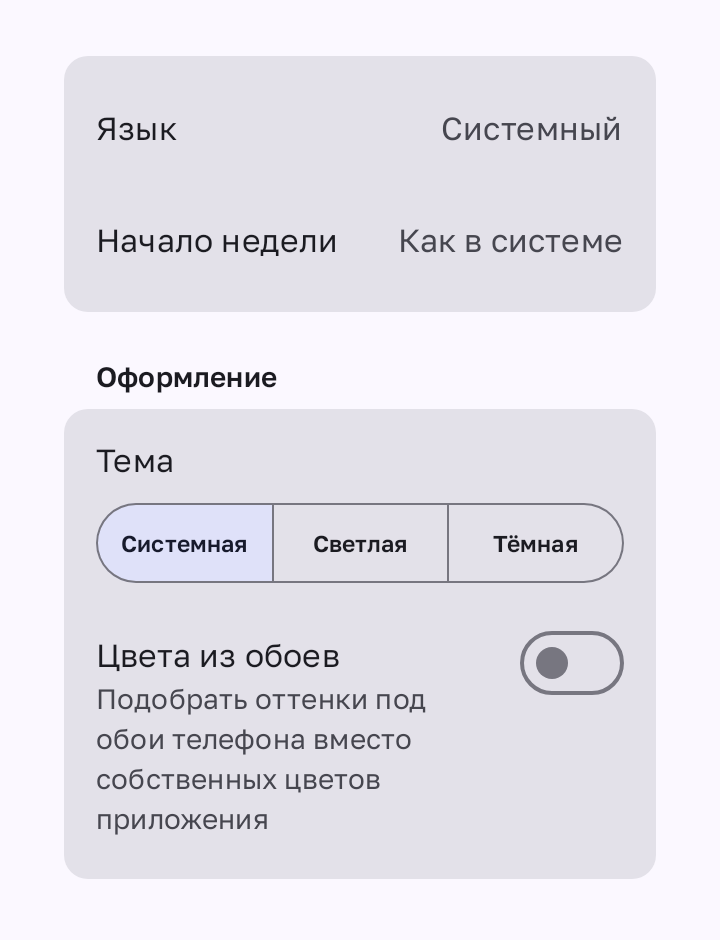 Язык Системный
Начало недели Как в системе
Оформление
Тема
Системная Светлая Тёмная
Цвета из обоев
Подобрать оттенки под
обои телефона вместо
собственных цветов
приложения